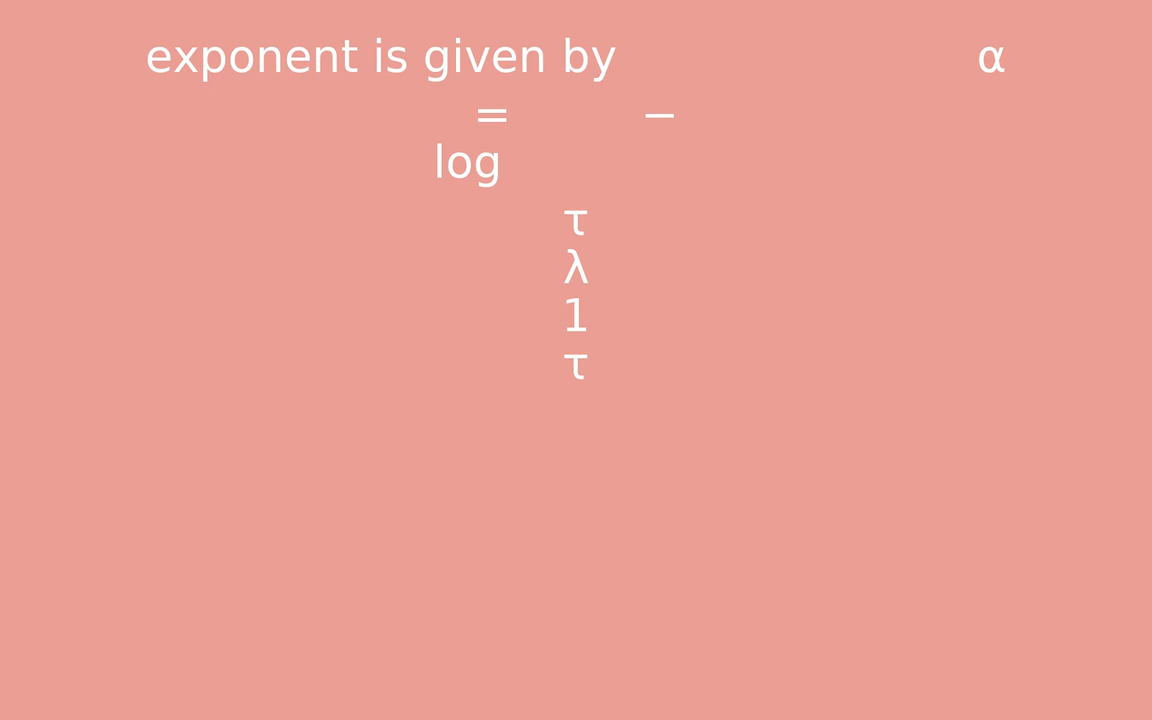 exponent is given by α
= −
log
τ
λ
1
τ